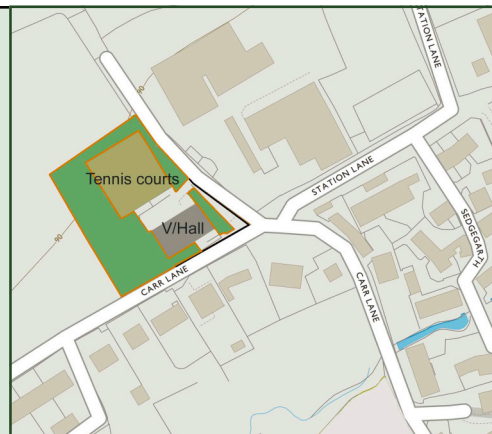 STATION LANE
90
Tennis courts
STATION LANE
V/Hall
SEDGEGARTH
90
CARR LANE
CARR LANE